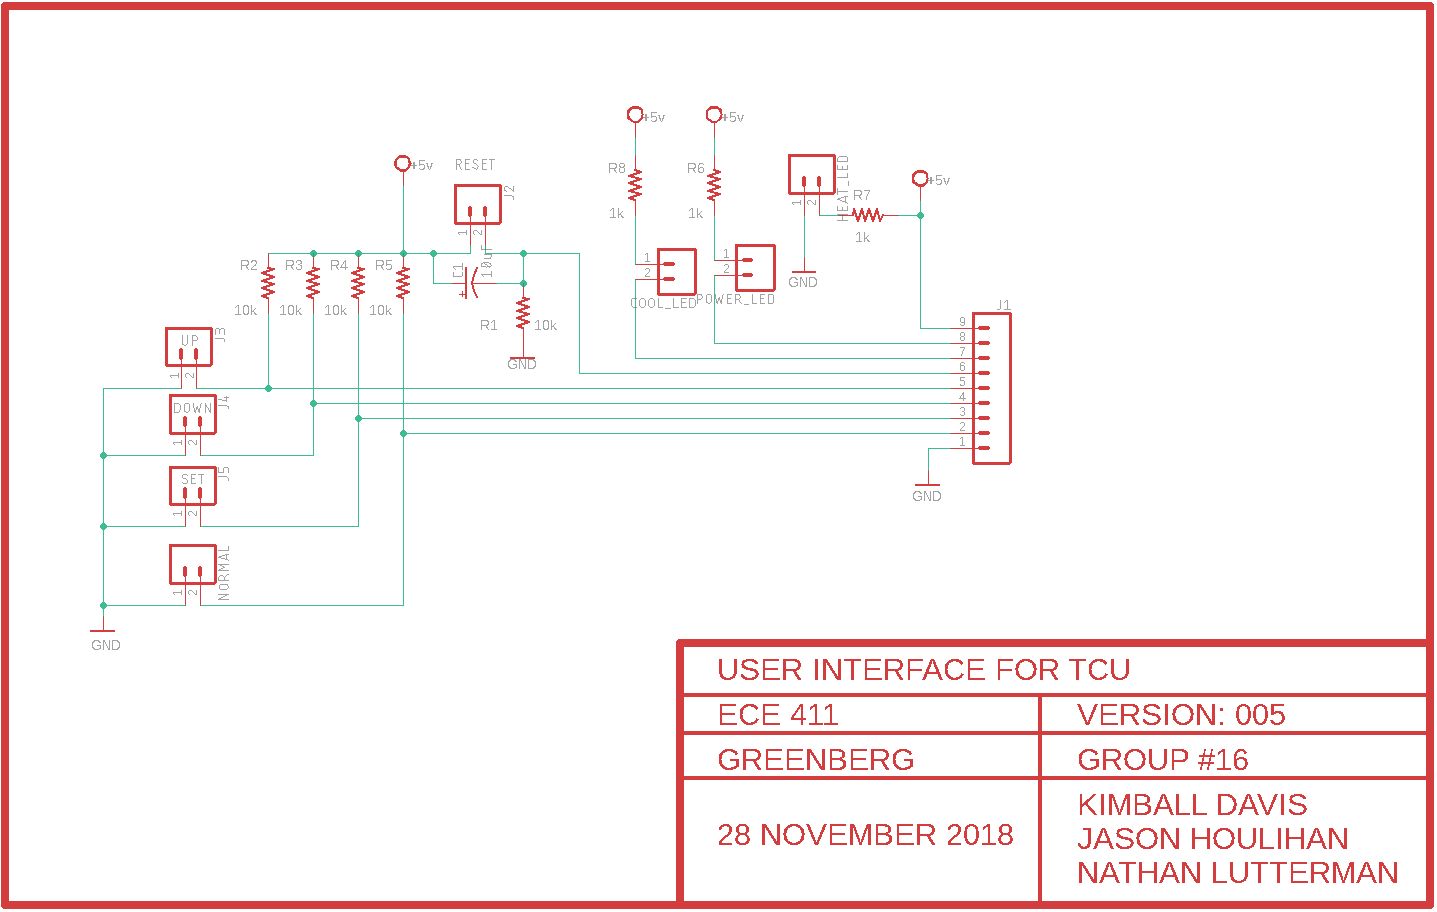 +5v
+5v
RESET
+5v
J2
R8
R6
HEAT_LED
+5v
1k
1k
1
2
R7
1k
1
2
GND
R2
R3
R4
R5
C1
10uF
+
1
2
1
2
COOL_LED
POWER_LED
10k
10k
10k
10k
R1
10k
GND
J1
9
8
7
6
5
4
3
2
1
GND
UP
J3
1
2
DOWN
J4
1
2
SET
J5
1
2
NORMAL
1
2
GND
USER INTERFACE FOR TCU
ECE 411
VERSION: 005
GREENBERG
GROUP #16
28 NOVEMBER 2018
KIMBALL DAVIS
JASON HOULIHAN
NATHAN LUTTERMAN